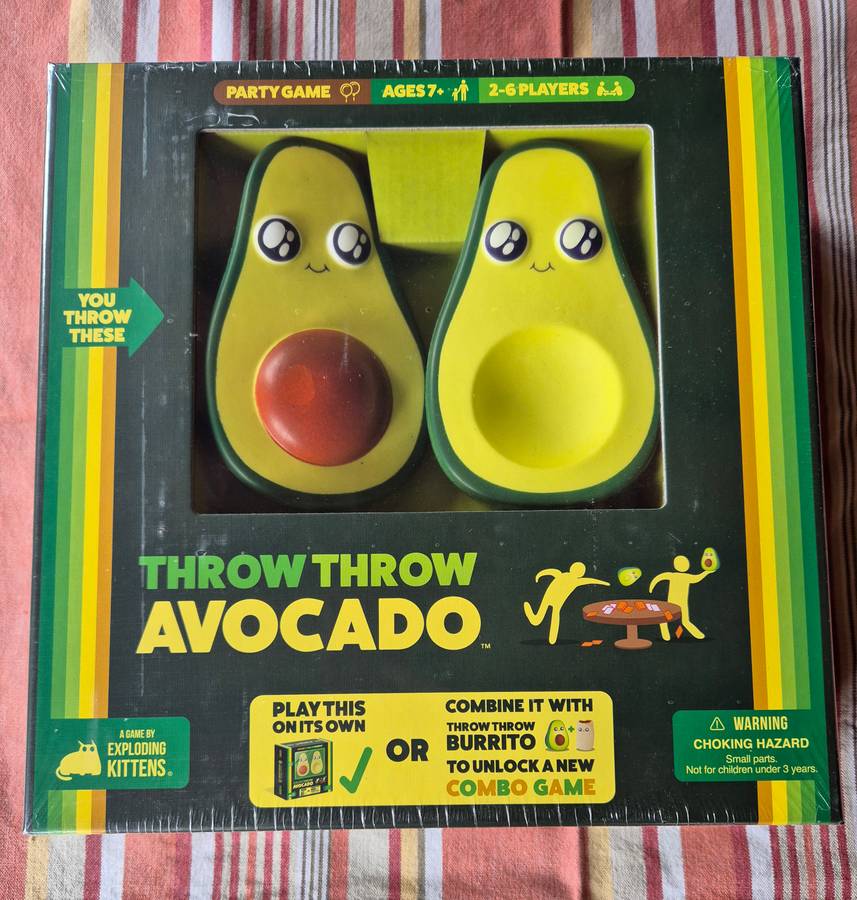 PARTY GAME
AGES 7+
2-6 PLAYERS
YOU
THROW
THESE
THROW THROW
AVOCADO™
PLAY THIS
ON ITS OWN
OR
COMBINE IT WITH
THROW THROW
BURRITO
TO UNLOCK A NEW
COMBO GAME
A GAME BY
EXPLODING
KITTENS®
WARNING
CHOKING HAZARD
Small parts.
Not for children under 3 years.